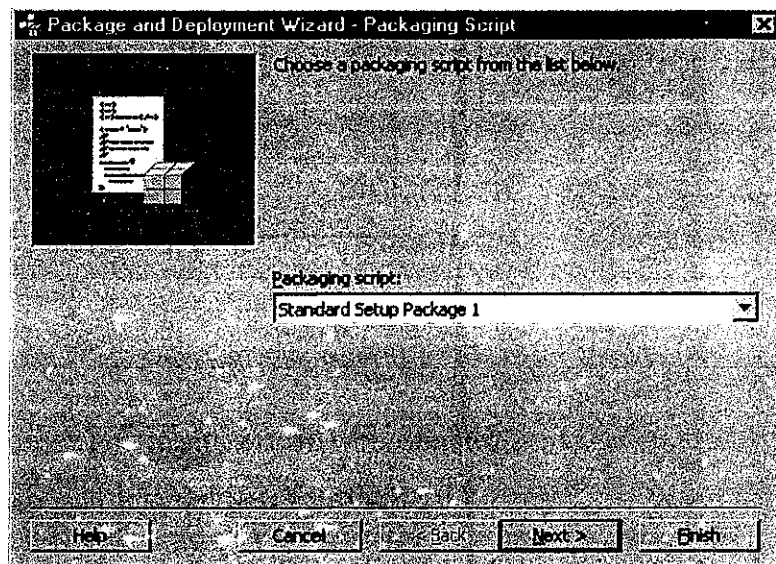 Package and Deployment Wizard - Packaging Script
Choose a packaging script from the list below.
Packaging script:
Standard Setup Package 1
Help
Cancel
< Back
Next >
Finish